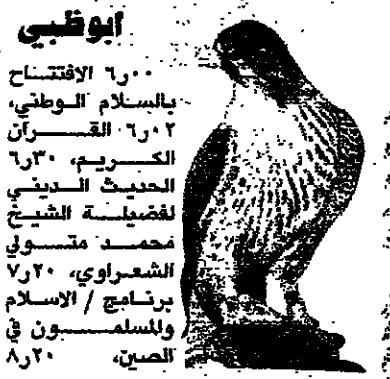 أبوظبي
٦٫٠٠ الافتتاح
بالسلام الوطني،
٦٫٠٢ القرآن
الكريم، ٦٫٣٠
الحديث الديني
لفضيلة الشيخ
محمد متولي
الشعراوي، ٧٫٢٠
برنامج / الاسلام
والمسلمون في
الصين، ٨٫٢٠